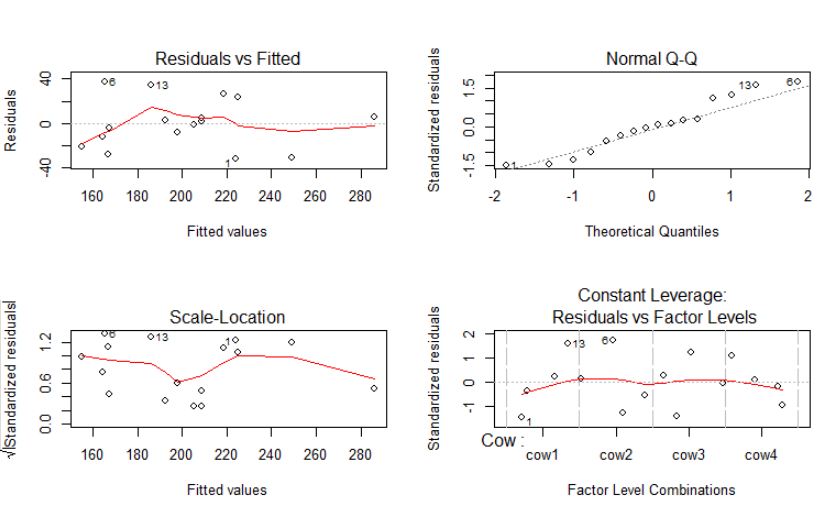 Residuals vs Fitted
Residuals
40
0
-40
6
13
1
160 180 200 220 240 260 280
Fitted values
Normal Q-Q
Standardized residuals
0.0
-1.5
1
13
6
-2 -1 0 1 2
Theoretical Quantiles
Scale-Location
√|Standardized residuals|
1.2
0.6
0.0
6
13
1
160 180 200 220 240 260 280
Fitted values
Constant Leverage:
Residuals vs Factor Levels
Standardized residuals
2
1
0
-1
1
13
6
Cow :
cow1 cow2 cow3 cow4
Factor Level Combinations